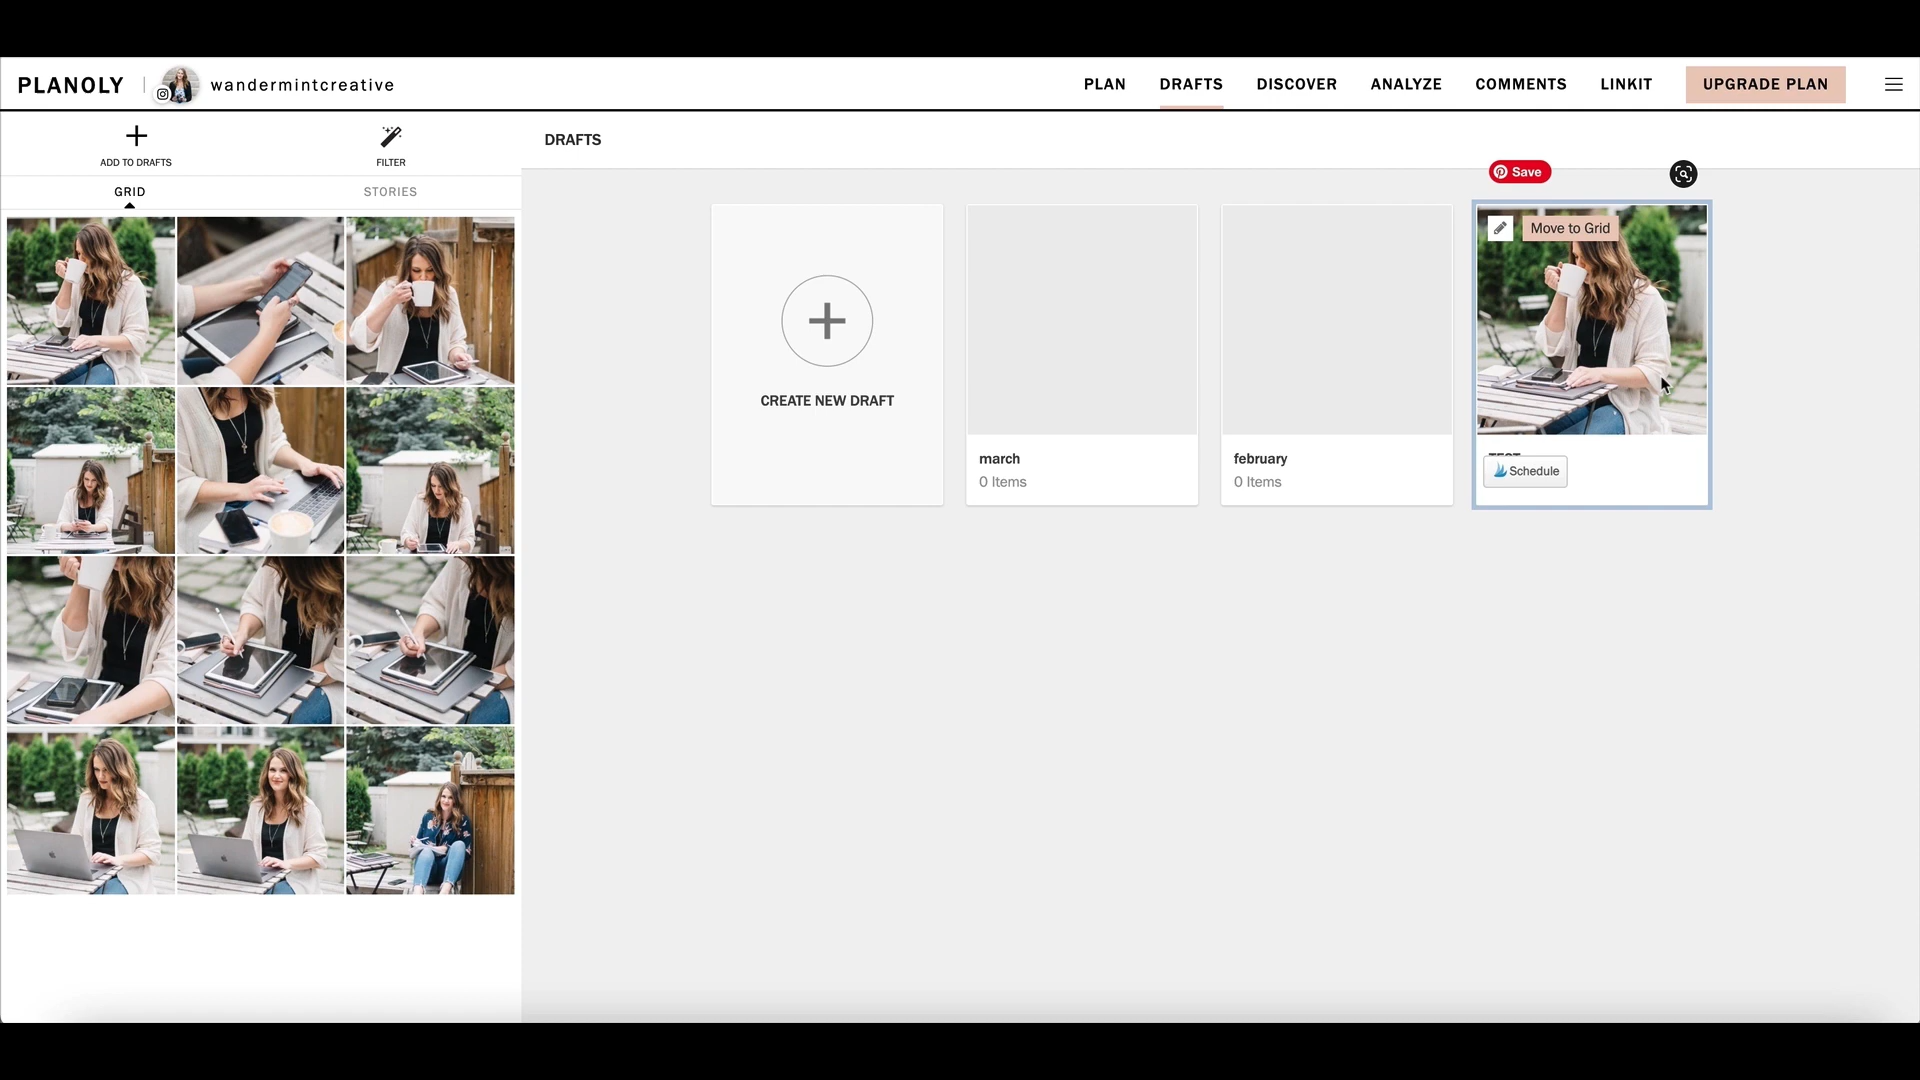 PLANOLY
wandermintcreative
PLAN
DRAFTS
DISCOVER
ANALYZE
COMMENTS
LINKIT
UPGRADE PLAN
ADD TO DRAFTS
FILTER
GRID
STORIES
DRAFTS
Save
CREATE NEW DRAFT
march
0 Items
february
0 Items
Move to Grid
TEST
Schedule